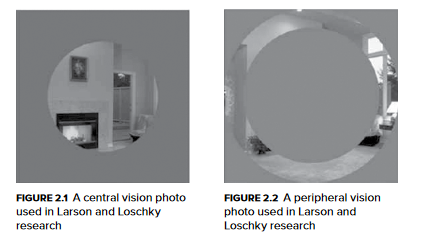 FIGURE 2.1 A central vision photo
used in Larson and Loschky
research
FIGURE 2.2 A peripheral vision
photo used in Larson and
Loschky research